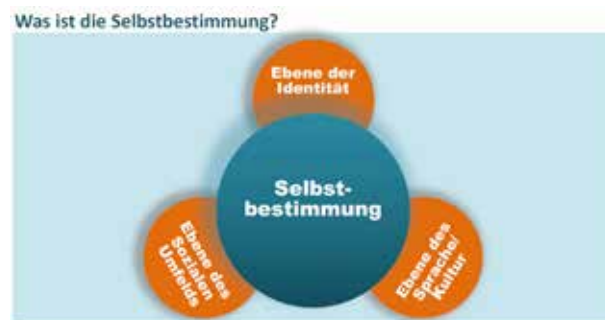 Was ist die Selbstbestimmung?
Ebene der
Identität
Selbst-
bestimmung
Ebene des
Sozialen
Umfelds
Ebene des
Sprache/
Kultur